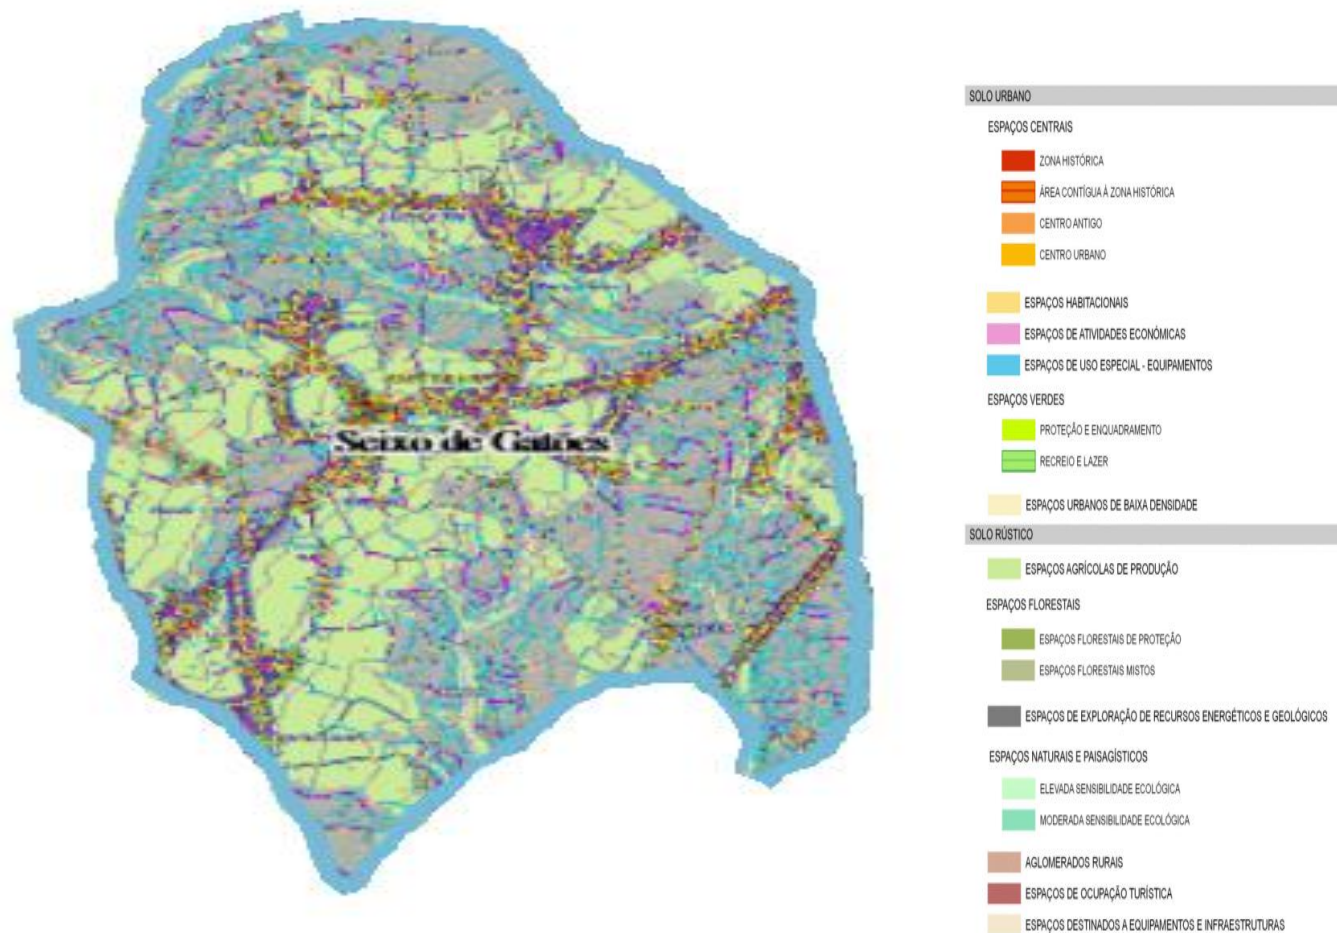 Seixo de Gatões
SOLO URBANO
ESPAÇOS CENTRAIS
ZONA HISTÓRICA
ÁREA CONTÍGUA À ZONA HISTÓRICA
CENTRO ANTIGO
CENTRO URBANO
ESPAÇOS HABITACIONAIS
ESPAÇOS DE ATIVIDADES ECONÓMICAS
ESPAÇOS DE USO ESPECIAL - EQUIPAMENTOS
ESPAÇOS VERDES
PROTEÇÃO E ENQUADRAMENTO
RECREIO E LAZER
ESPAÇOS URBANOS DE BAIXA DENSIDADE
SOLO RÚSTICO
ESPAÇOS AGRÍCOLAS DE PRODUÇÃO
ESPAÇOS FLORESTAIS
ESPAÇOS FLORESTAIS DE PROTEÇÃO
ESPAÇOS FLORESTAIS MISTOS
ESPAÇOS DE EXPLORAÇÃO DE RECURSOS ENERGÉTICOS E GEOLÓGICOS
ESPAÇOS NATURAIS E PAISAGÍSTICOS
ELEVADA SENSIBILIDADE ECOLÓGICA
MODERADA SENSIBILIDADE ECOLÓGICA
AGLOMERADOS RURAIS
ESPAÇOS DE OCUPAÇÃO TURÍSTICA
ESPAÇOS DESTINADOS A EQUIPAMENTOS E INFRAESTRUTURAS